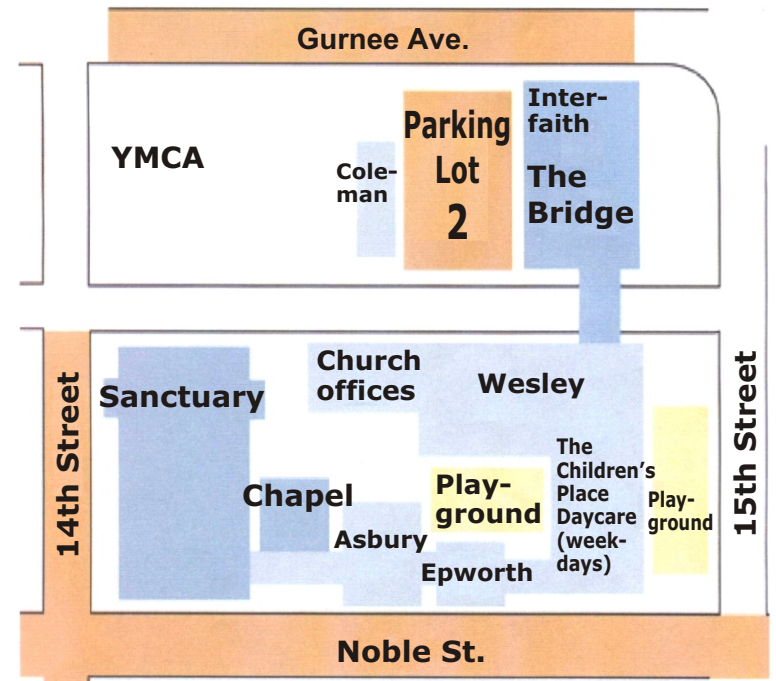 Gurnee Ave.
YMCA
Cole-
man
Parking
Lot
2
Inter-
faith
The
Bridge
14th Street
Sanctuary
Church
offices
Wesley
Chapel
Asbury
Play-
ground
Epworth
The
Children's
Place
Daycare
(week-
days)
Play-
ground
15th Street
Noble St.